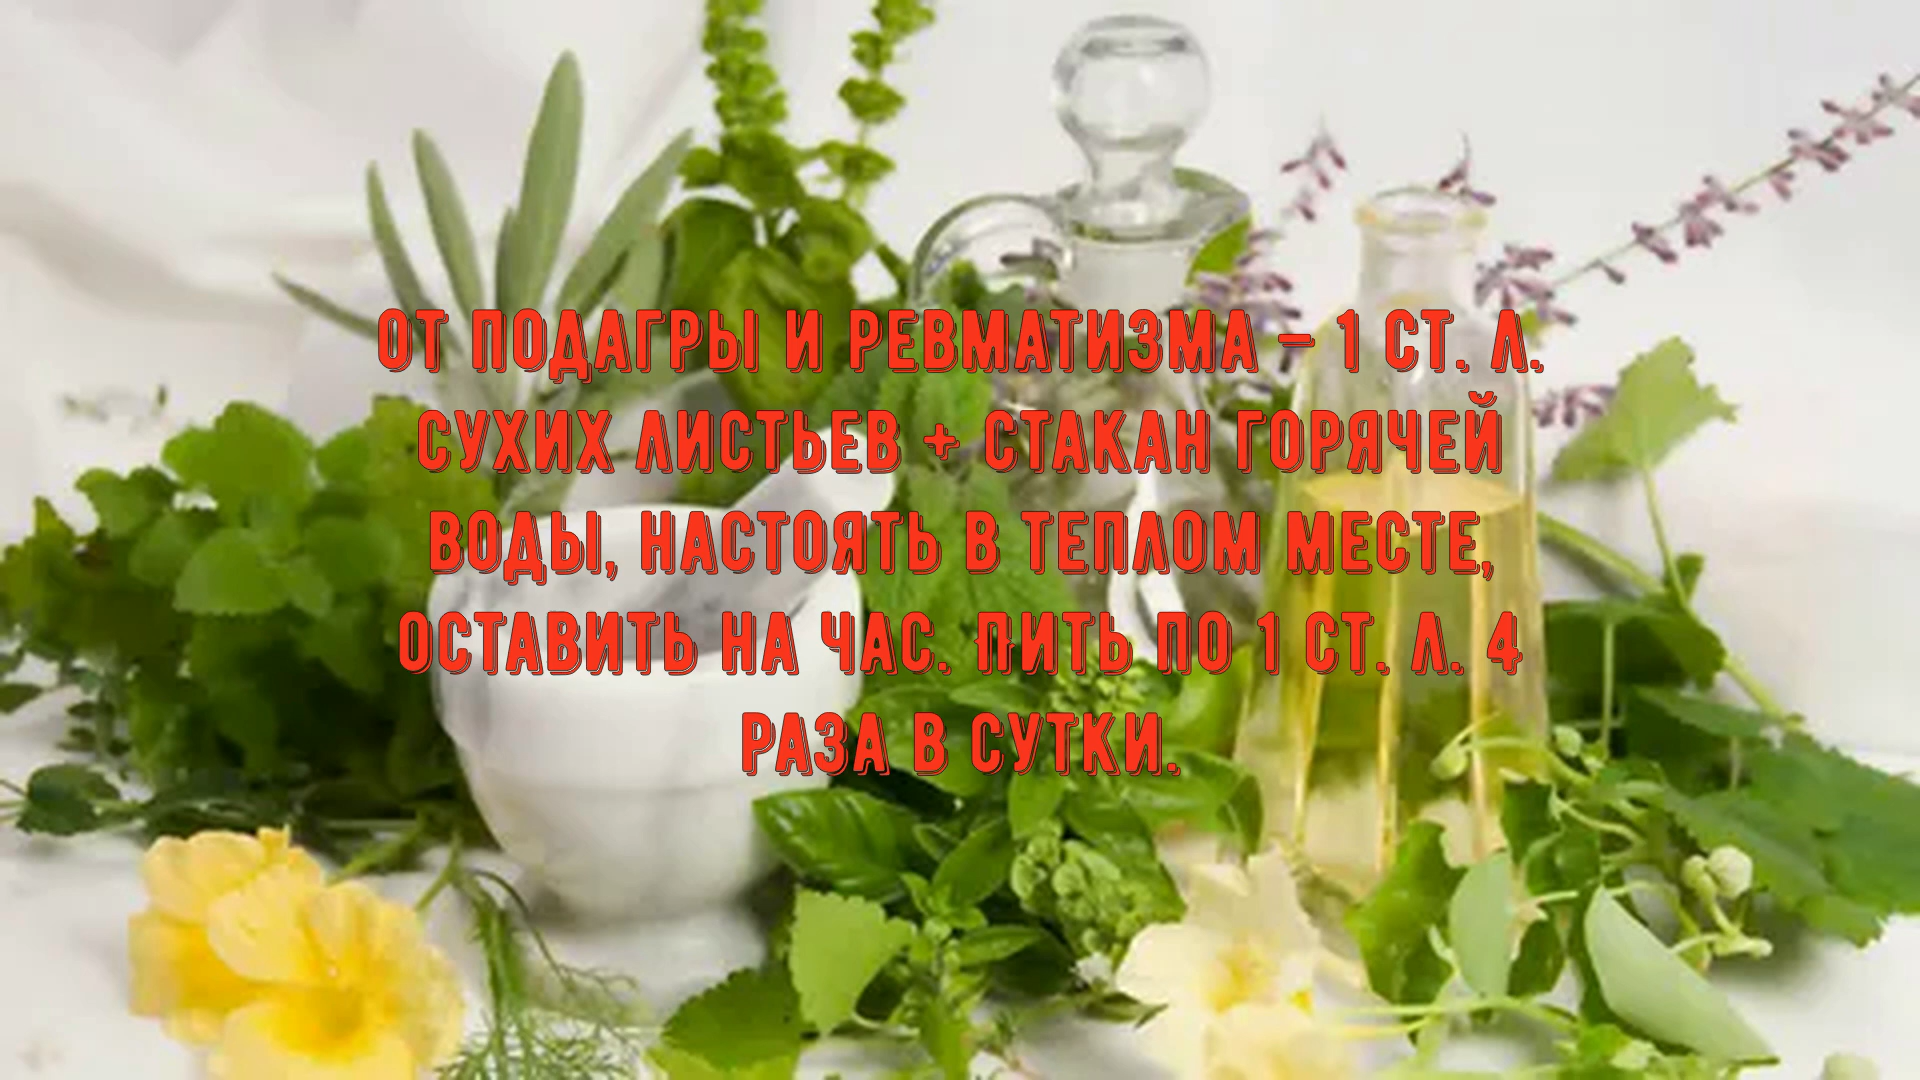 ОТ ПОДАГРЫ И РЕВМАТИЗМА – 1 СТ. Л.
СУХИХ ЛИСТЬЕВ + СТАКАН ГОРЯЧЕЙ
ВОДЫ, НАСТОЯТЬ В ТЕПЛОМ МЕСТЕ,
ОСТАВИТЬ НА ЧАС. ПИТЬ ПО 1 СТ. Л. 4
РАЗА В СУТКИ.